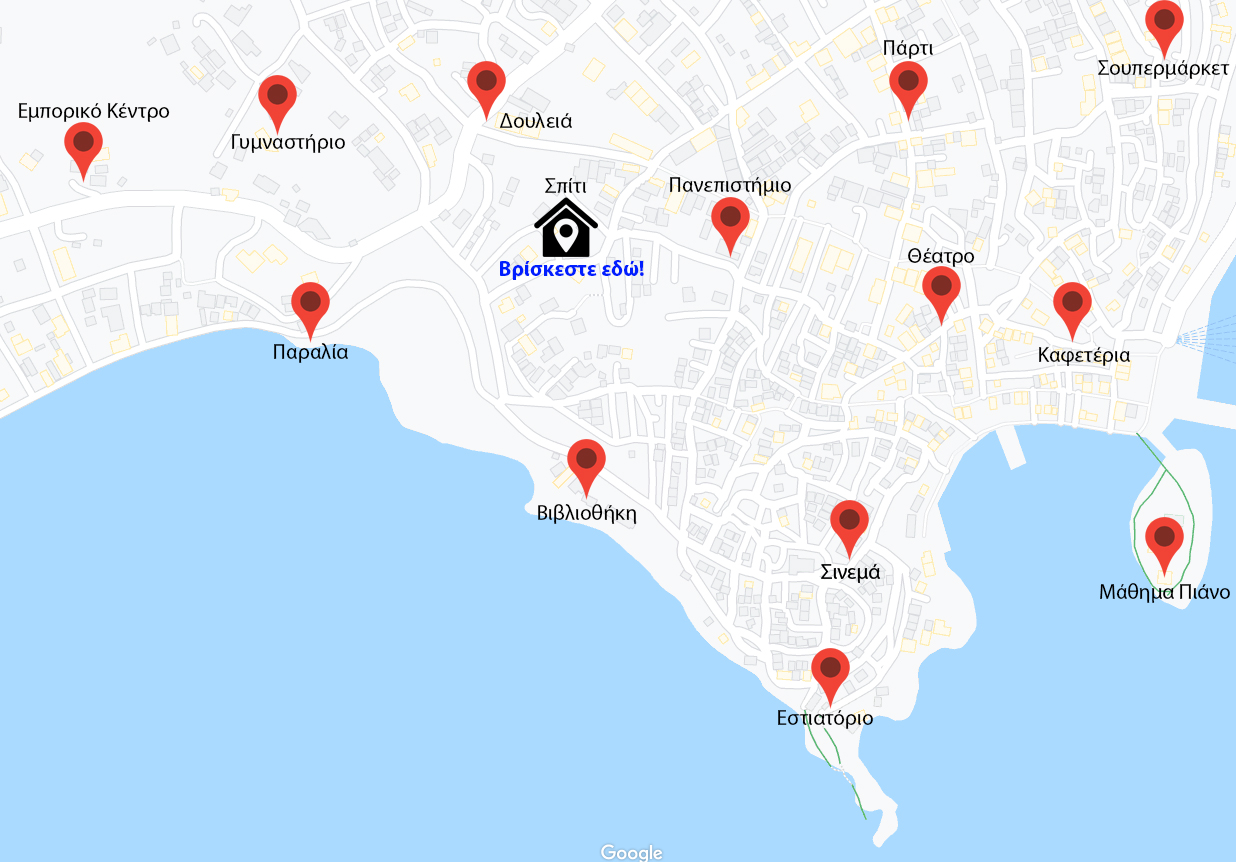 Σουπερμάρκετ
Πάρτι
Εμπορικό Κέντρο
Γυμναστήριο
Δουλειά
Σπίτι
Βρίσκεστε εδώ!
Πανεπιστήμιο
Θέατρο
Παραλία
Καφετέρια
Βιβλιοθήκη
Σινεμά
Μάθημα Πιάνο
Εστιατόριο
Google